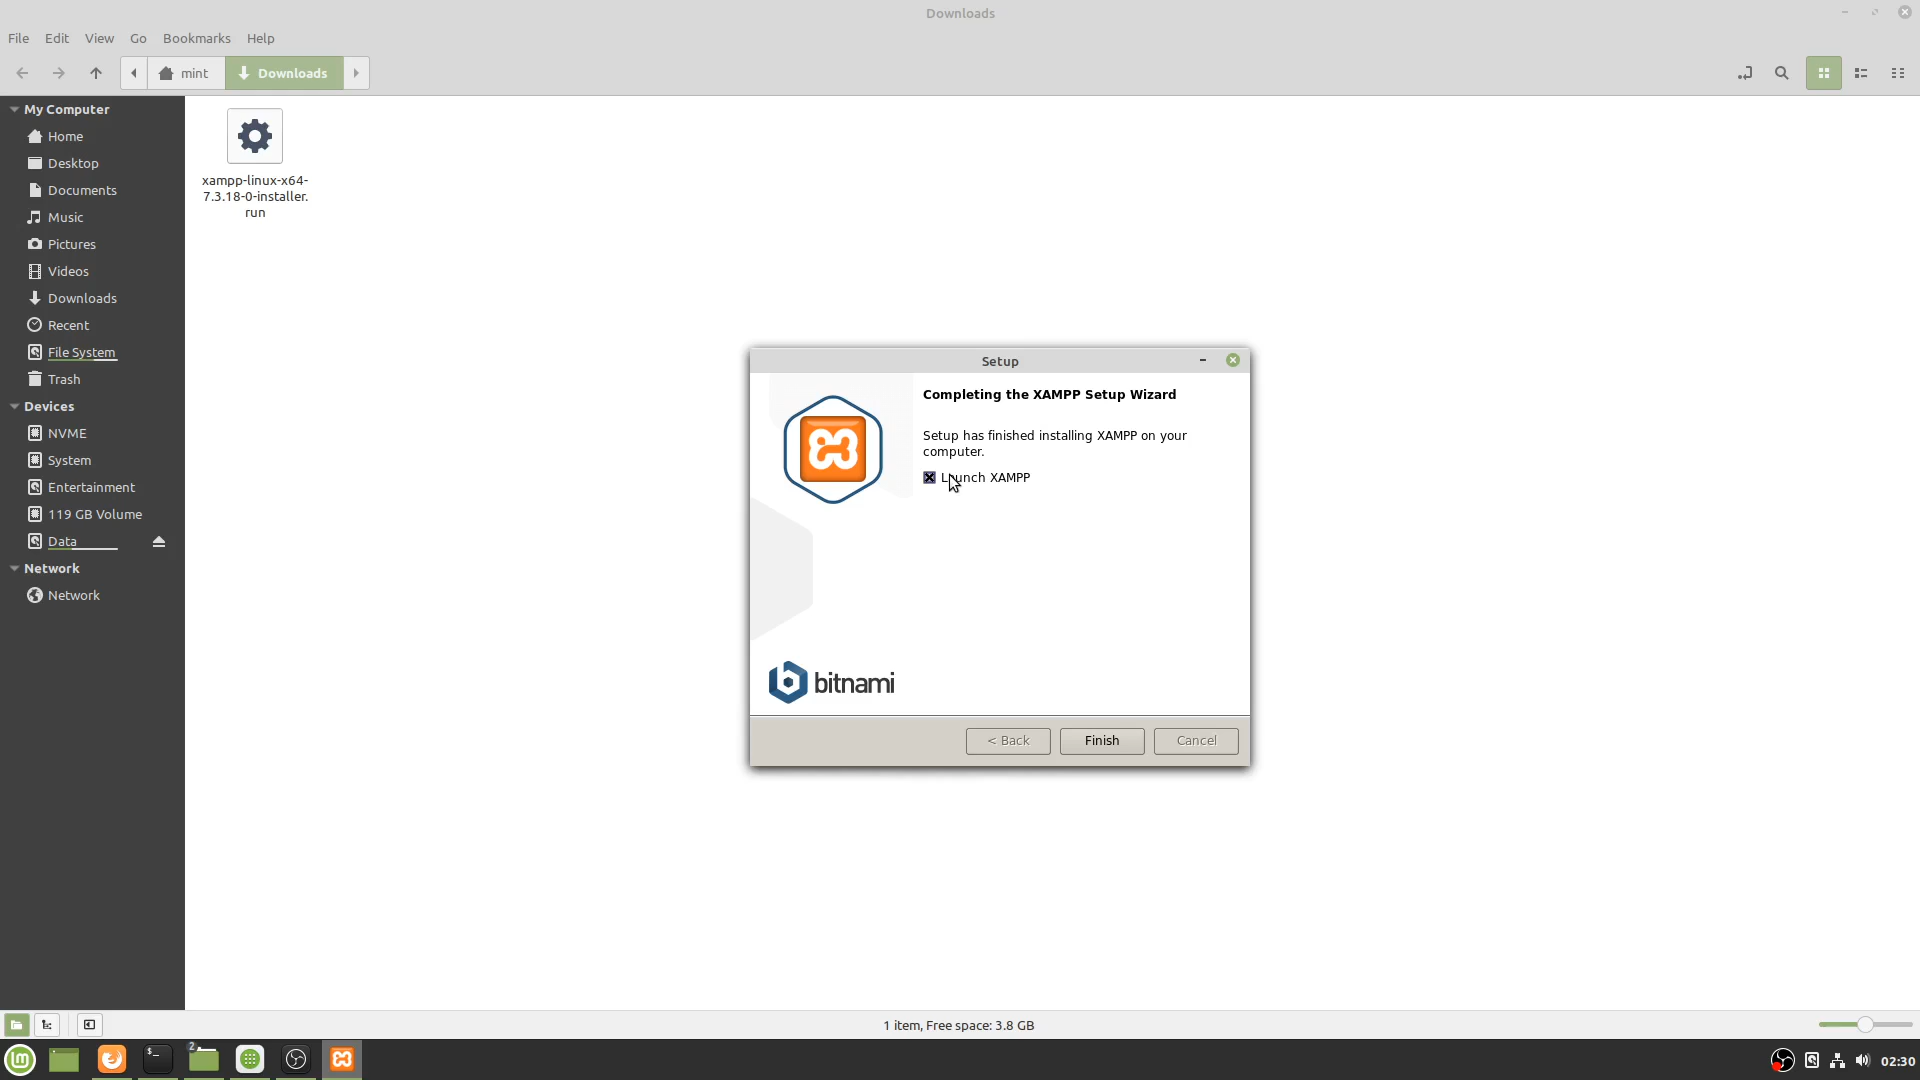 Downloads
File Edit View Go Bookmarks Help
mint Downloads
My Computer
Home
Desktop
Documents
Music
Pictures
Videos
Downloads
Recent
File System
Trash
Devices
NVME
System
Entertainment
119 GB Volume
Data
Network
Network
xampp-linux-x64-
7.3.18-0-installer.
run
Setup
Completing the XAMPP Setup Wizard
Setup has finished installing XAMPP on your
computer.
Launch XAMPP
bitnami
< Back Finish Cancel
1 item, Free space: 3.8 GB
2
$_
lm
02:30